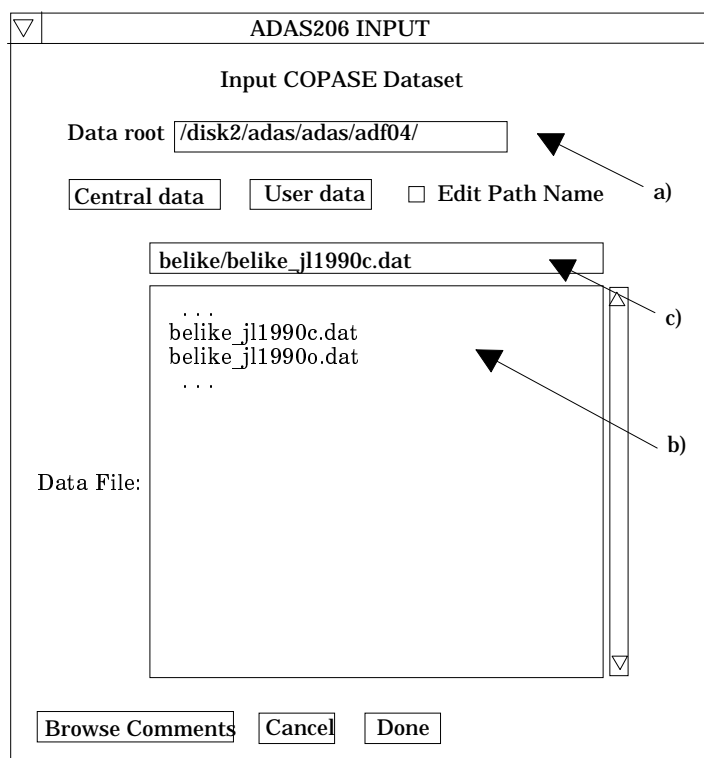 ADAS206 INPUT
Input COPASE Dataset
Data root /disk2/adas/adas/adf04/
Central data User data Edit Path Name a)
belike/belike_jl1990c.dat
c)
. . .
belike_jl1990c.dat
belike_jl1990o.dat
. . .
b)
Data File:
Browse Comments Cancel Done